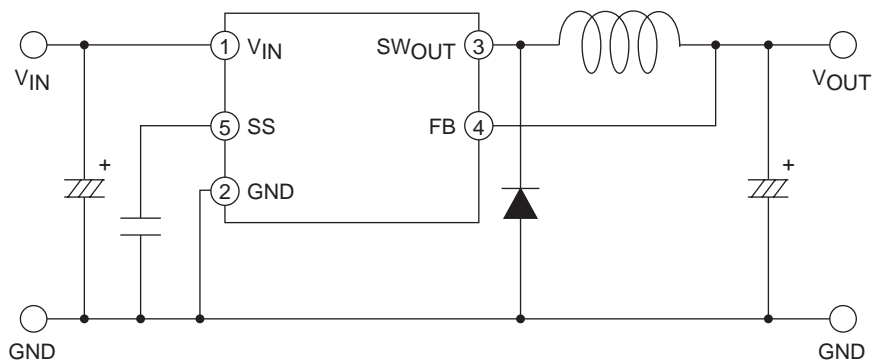 1 VIN SWOUT 3
VIN
VOUT
+
5 SS FB 4
2 GND
+
GND
GND